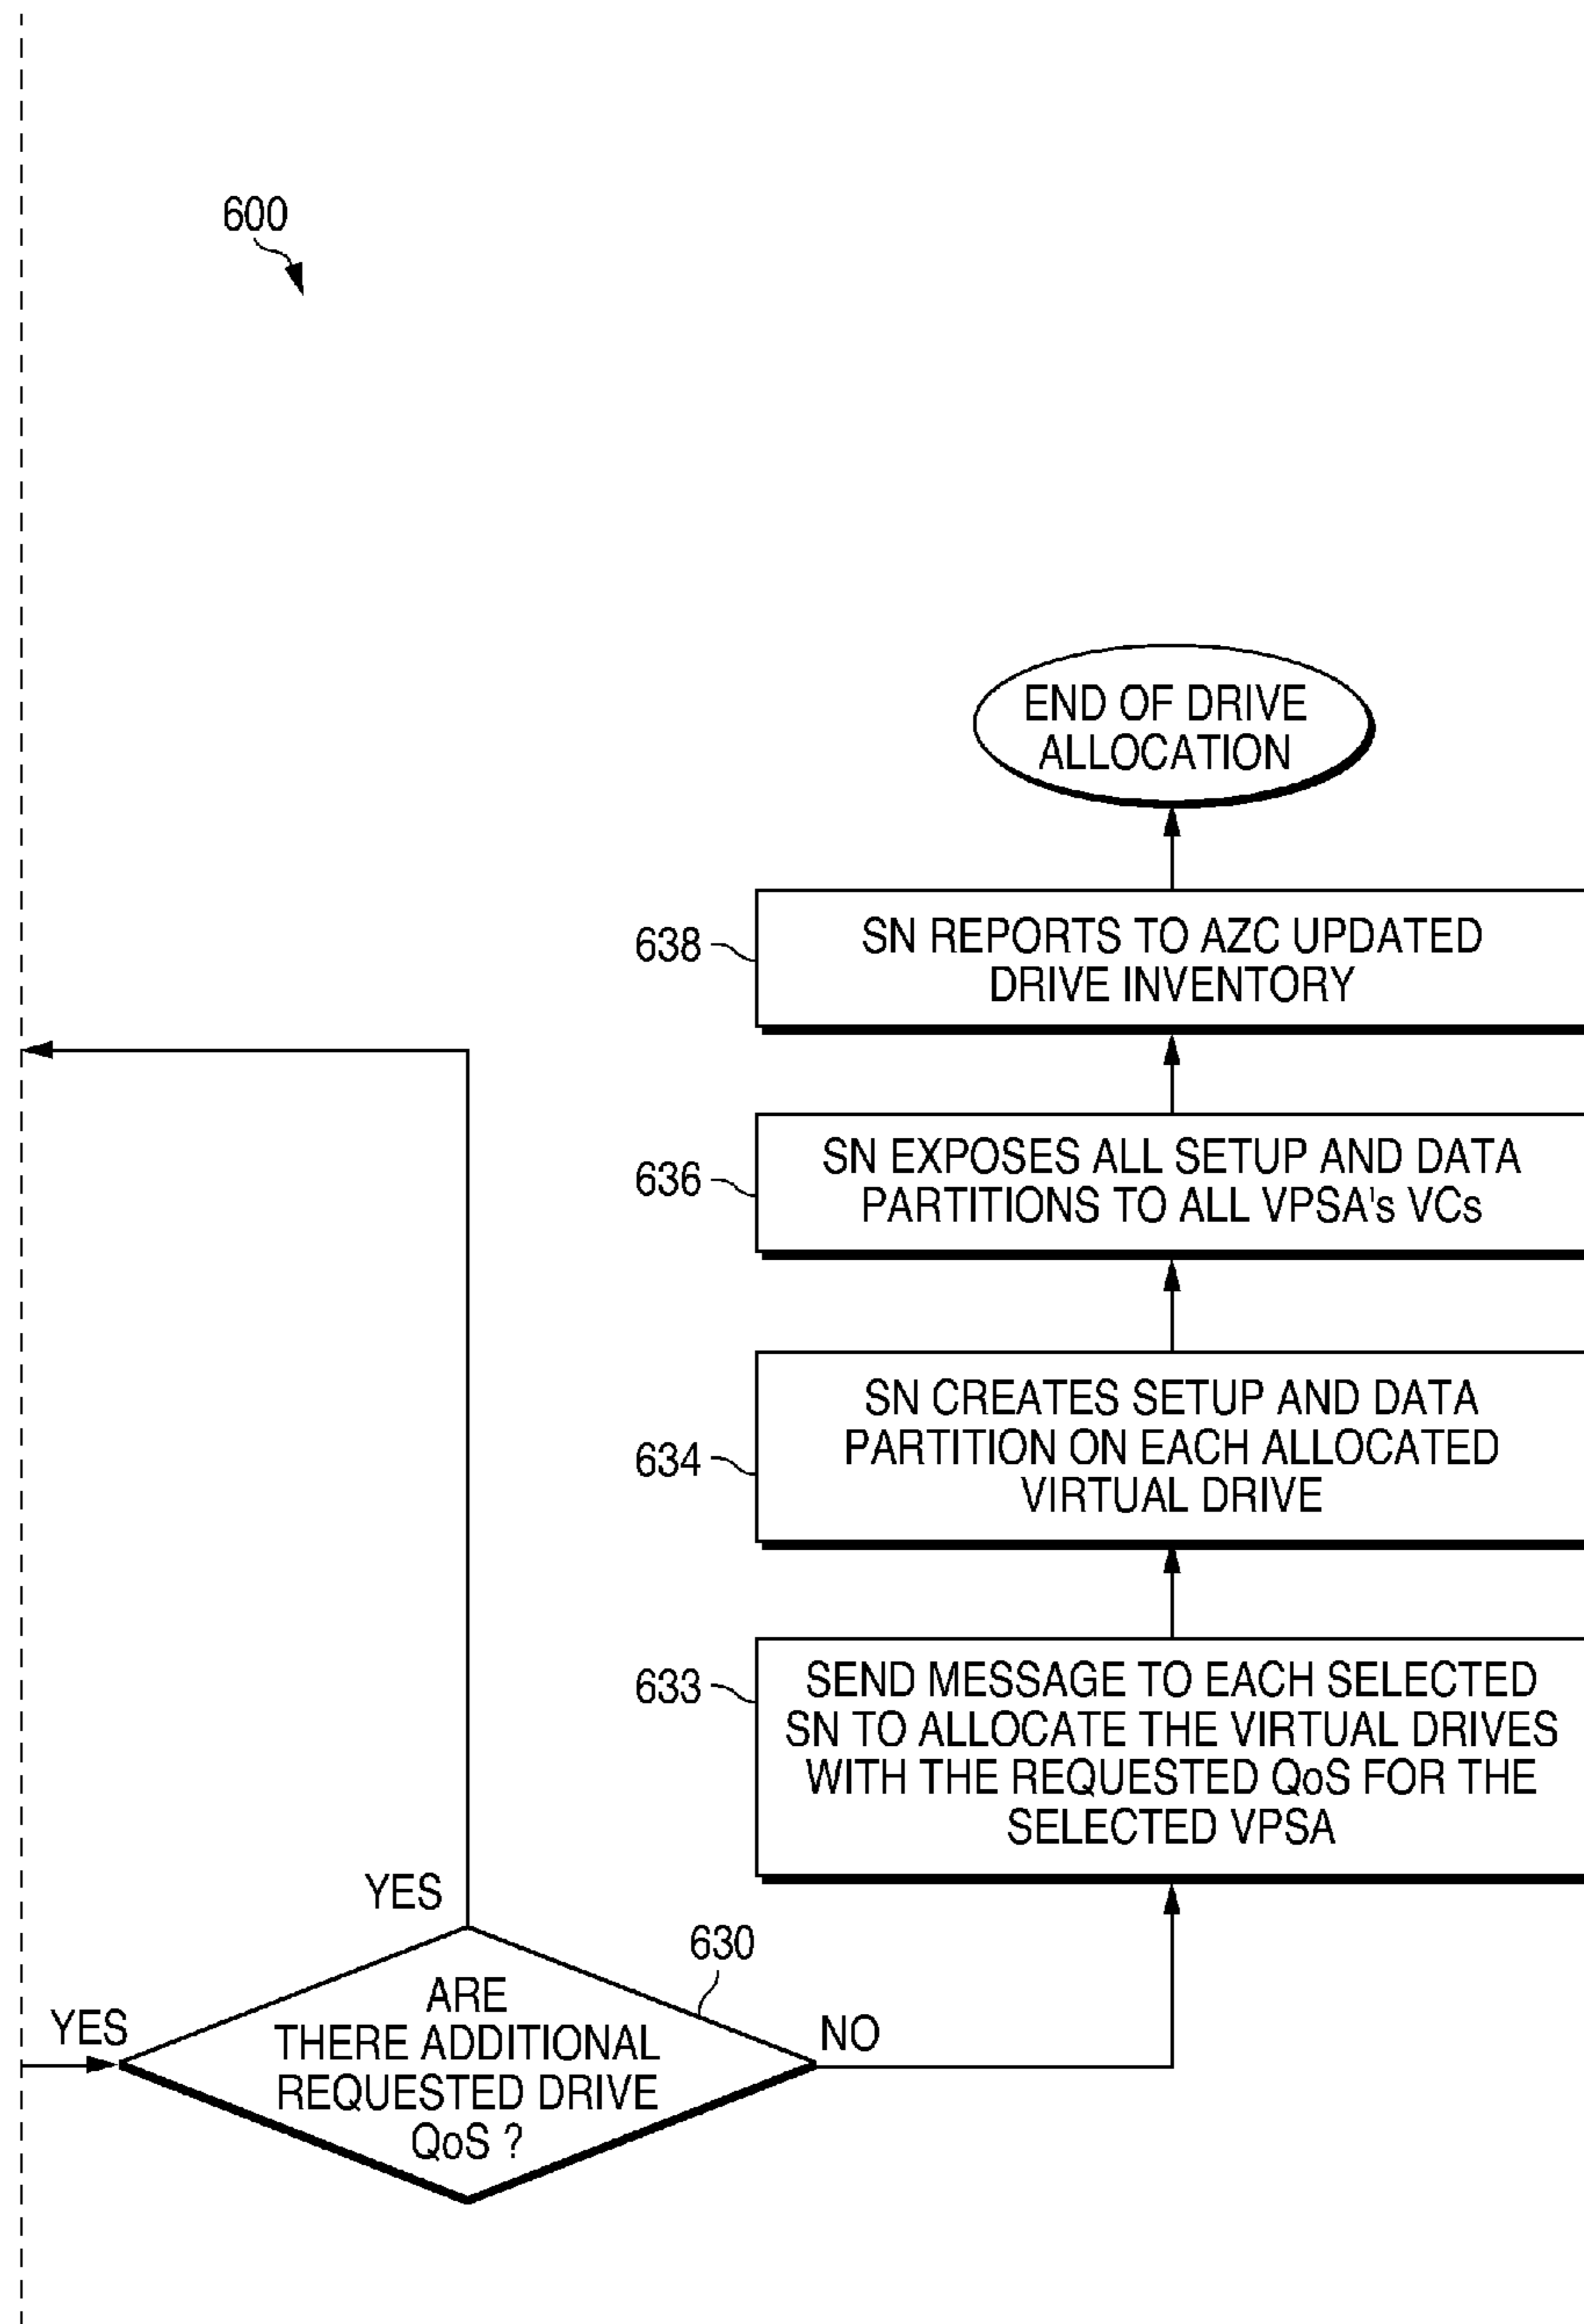 600
END OF DRIVE
ALLOCATION
638
SN REPORTS TO AZC UPDATED
DRIVE INVENTORY
636
SN EXPOSES ALL SETUP AND DATA
PARTITIONS TO ALL VPSA's VCs
634
SN CREATES SETUP AND DATA
PARTITION ON EACH ALLOCATED
VIRTUAL DRIVE
633
SEND MESSAGE TO EACH SELECTED
SN TO ALLOCATE THE VIRTUAL DRIVES
WITH THE REQUESTED QoS FOR THE
SELECTED VPSA
YES
630
YES
ARE
THERE ADDITIONAL
REQUESTED DRIVE
QoS ?
NO